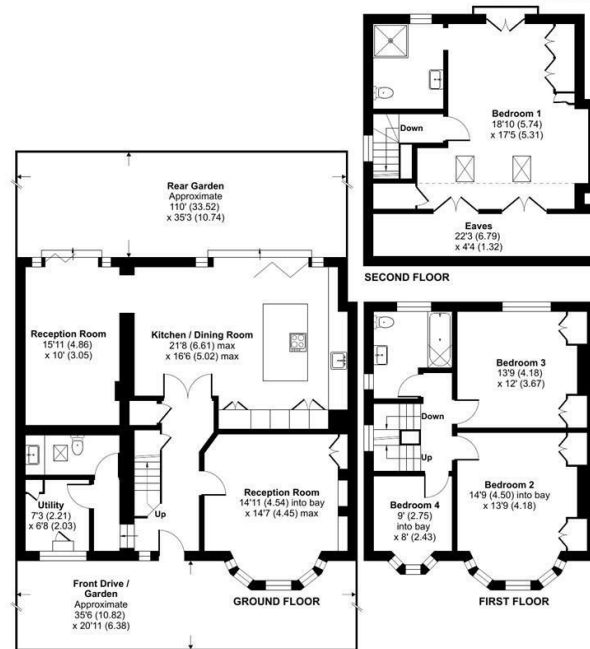 Down
Bedroom 1
18'10 (5.74)
x 17'5 (5.31)
Eaves
22'3 (6.79)
x 4'4 (1.32)
SECOND FLOOR
Rear Garden
Approximate
110' (33.52)
x 35'3 (10.74)
Reception Room
15'11 (4.86)
x 10' (3.05)
Kitchen / Dining Room
21'8 (6.61) max
x 16'6 (5.02) max
Utility
7'3 (2.21)
x 6'8 (2.03)
Up
Reception Room
14'11 (4.54) into bay
x 14'7 (4.45) max
Front Drive /
Garden
Approximate
35'6 (10.82)
x 20'11 (6.38)
GROUND FLOOR
Bedroom 3
13'9 (4.18)
x 12' (3.67)
Down
Up
Bedroom 2
14'9 (4.50) into bay
x 13'9 (4.18)
Bedroom 4
9' (2.75)
into bay
x 8' (2.43)
FIRST FLOOR